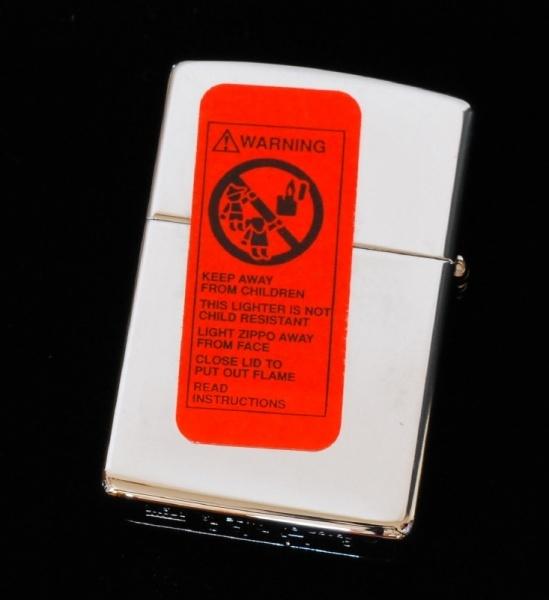 WARNING
KEEP AWAY
FROM CHILDREN
THIS LIGHTER IS NOT
CHILD RESISTANT
LIGHT ZIPPO AWAY
FROM FACE
CLOSE LID TO
PUT OUT FLAME
READ
INSTRUCTIONS